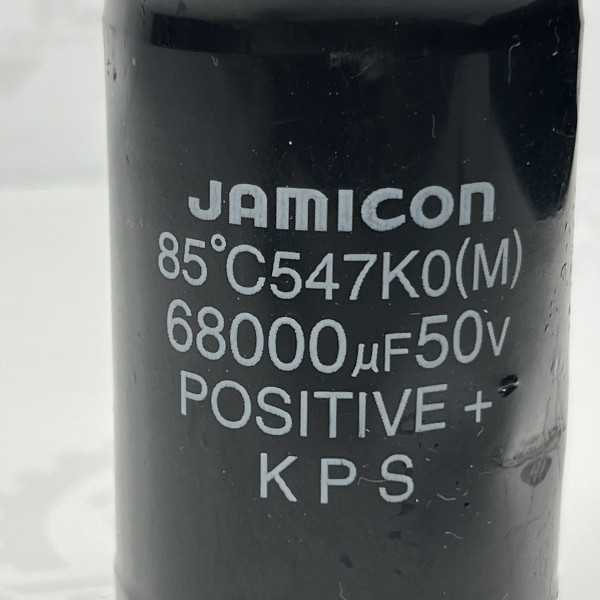 JAMICON
85°C547K0(M)
68000μF50V
POSITIVE +
KPS